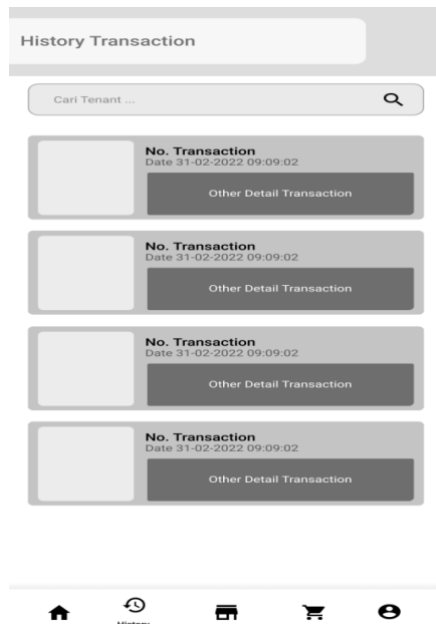 History Transaction
Cari Tenant ...
No. Transaction
Date 31-02-2022 09:09:02
Other Detail Transaction
No. Transaction
Date 31-02-2022 09:09:02
Other Detail Transaction
No. Transaction
Date 31-02-2022 09:09:02
Other Detail Transaction
No. Transaction
Date 31-02-2022 09:09:02
Other Detail Transaction
History